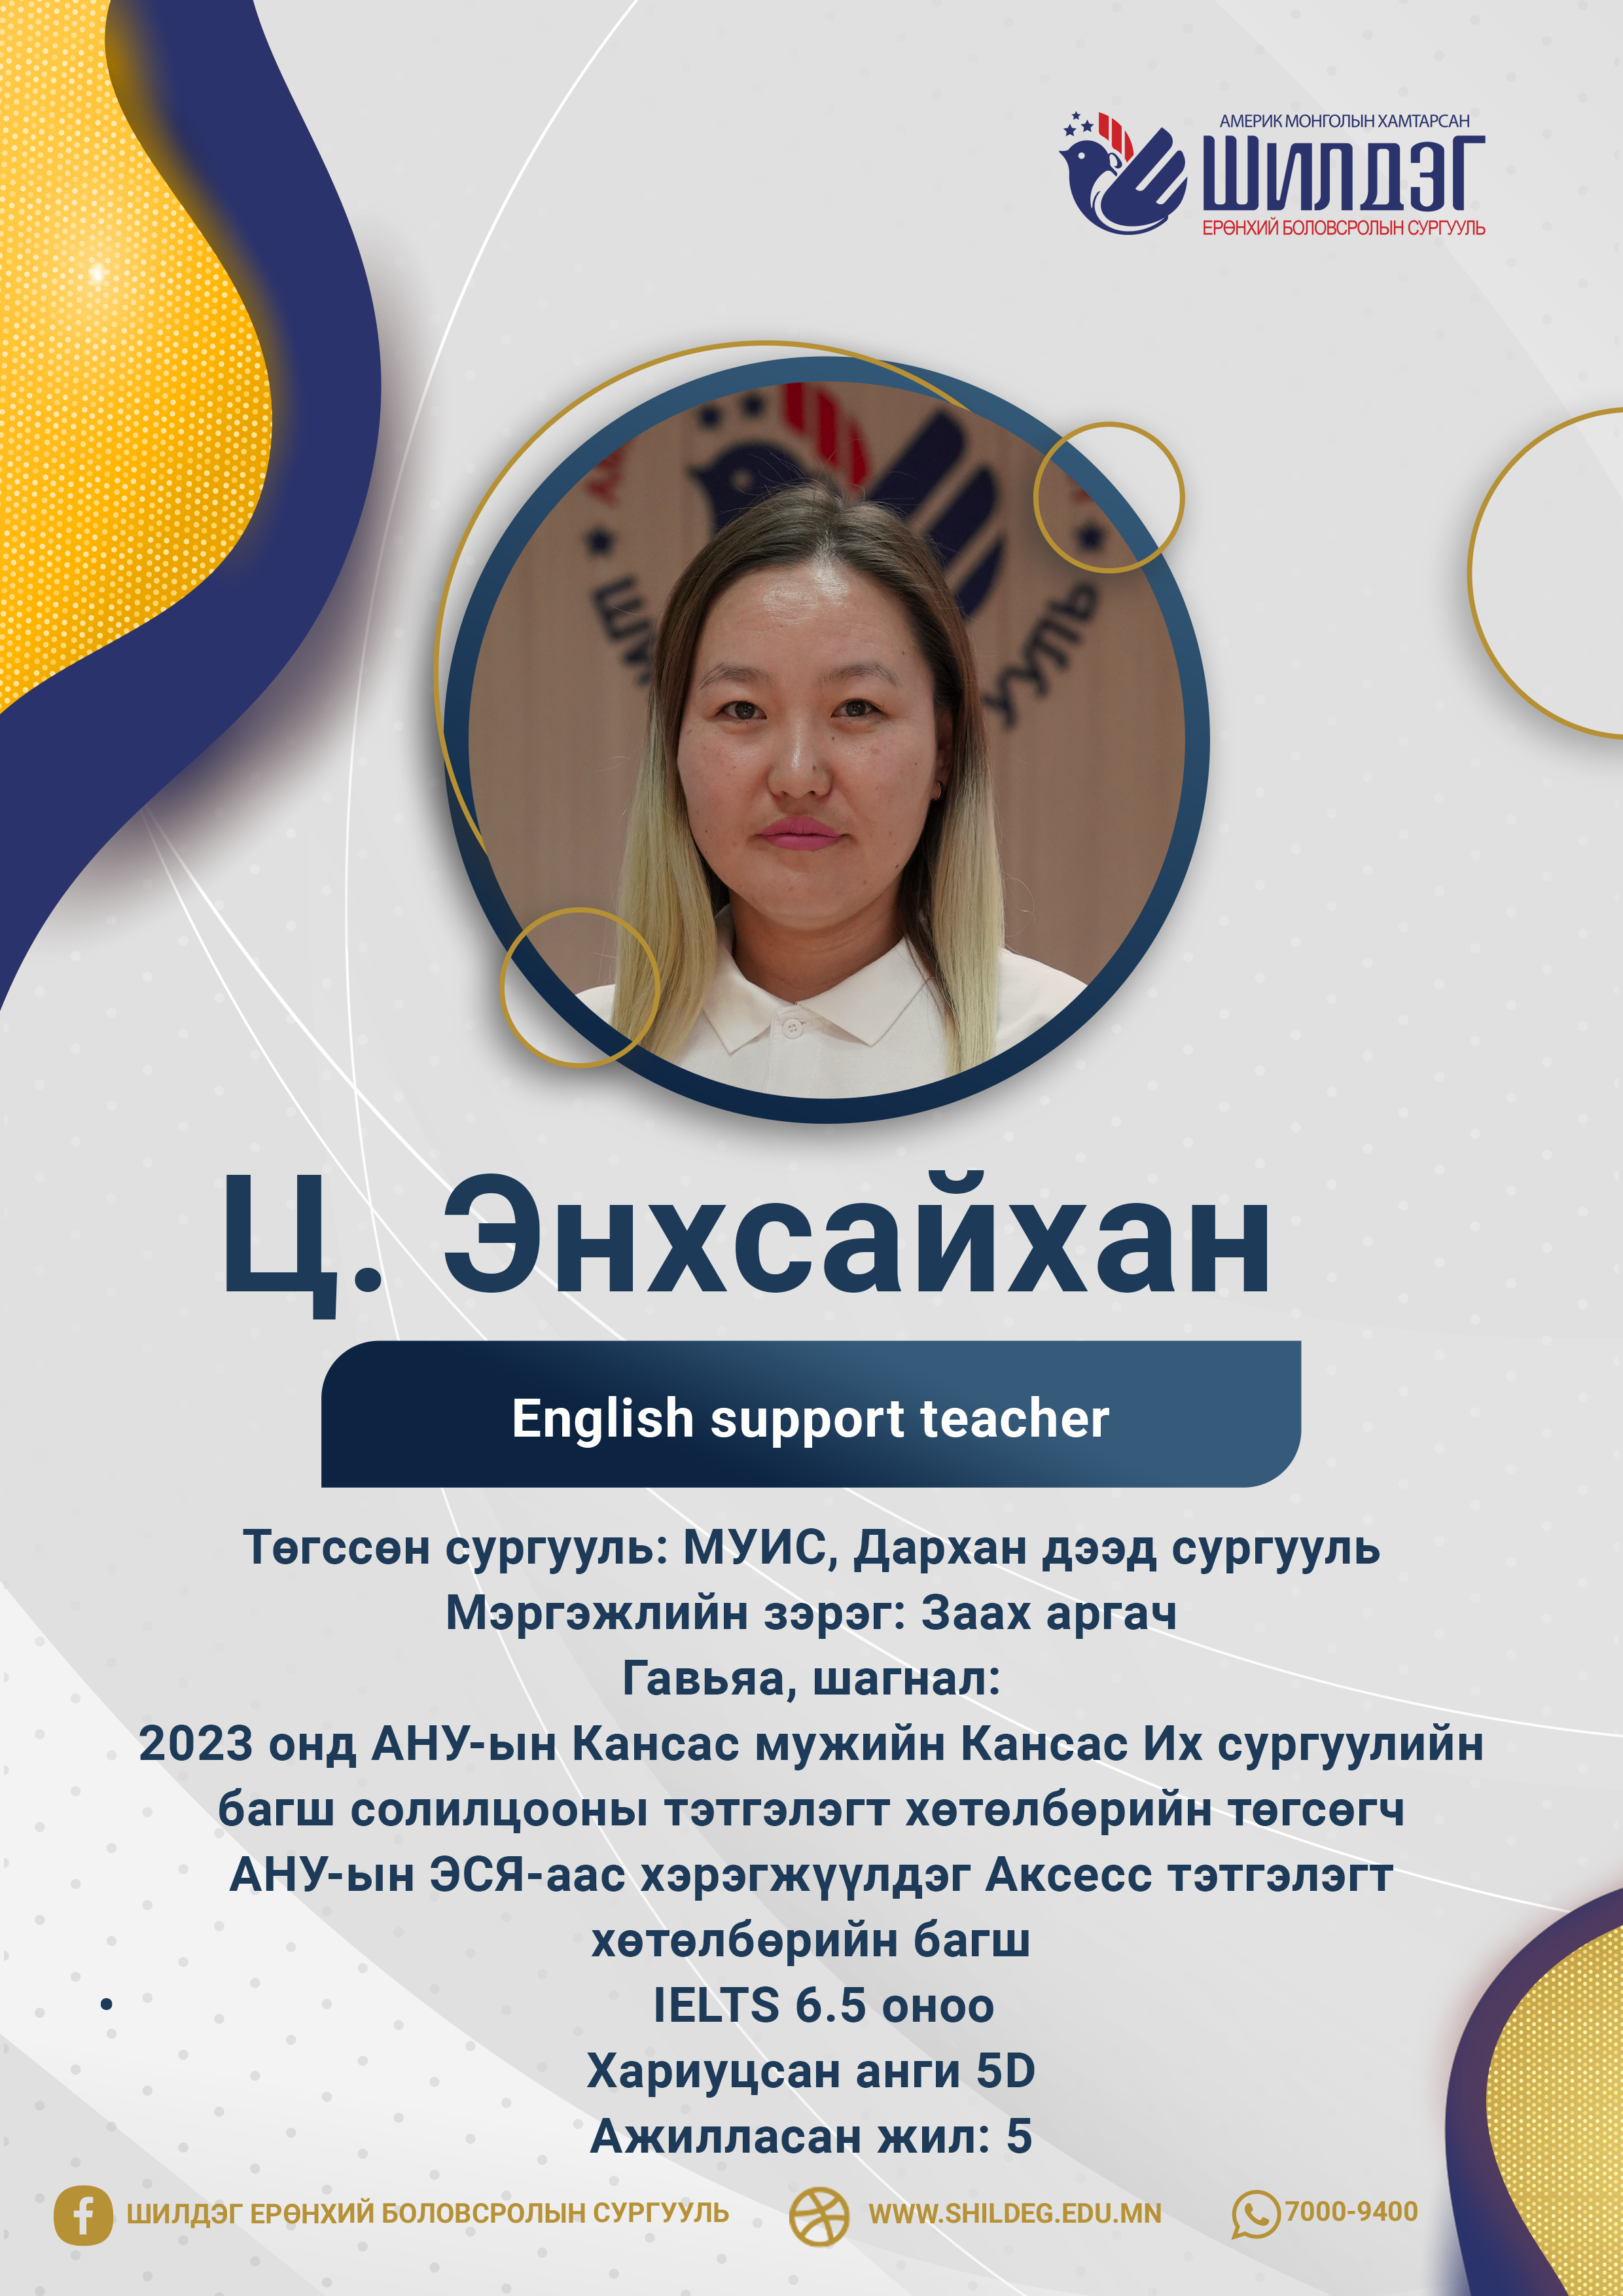 АМЕРИК МОНГОЛЫН ХАМТАРСАН
ШИЛДЭГ
ЕРӨНХИЙ БОЛОВСРОЛЫН СУРГУУЛЬ
УУЛЬ
Ц. Энхсайхан
English support teacher
Төгссөн сургууль: МУИС, Дархан дээд сургууль
Мэргэжлийн зэрэг: Заах аргач
Гавьяа, шагнал:
2023 онд АНУ-ын Кансас мужийн Кансас Их сургуулийн
багш солилцооны тэтгэлэгт хөтөлбөрийн төгсөгч
АНУ-ын ЭСЯ-аас хэрэгжүүлдэг Аксесс тэтгэлэгт
хөтөлбөрийн багш
• IELTS 6.5 оноо
Хариуцсан анги 5D
Ажилласан жил: 5
ШИЛДЭГ ЕРӨНХИЙ БОЛОВСРОЛЫН СУРГУУЛЬ
WWW.SHILDEG.EDU.MN
7000-9400